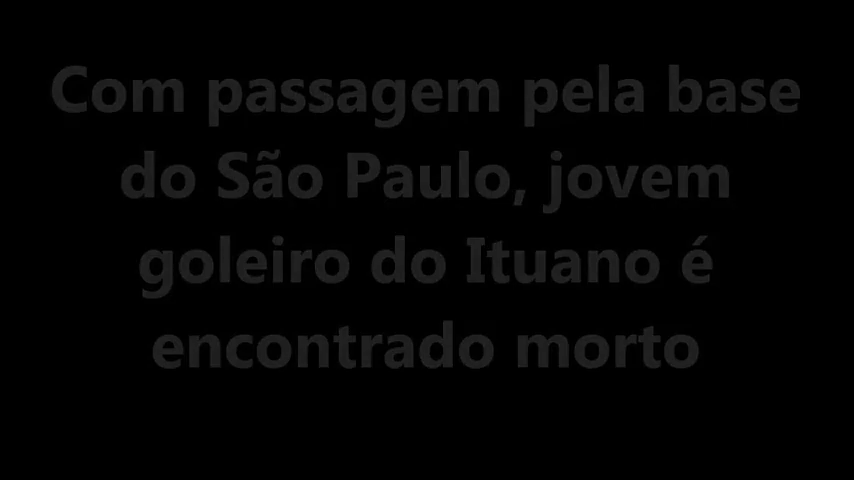 Com passagem pela base
do São Paulo, jovem
goleiro do Ituano é
encontrado morto